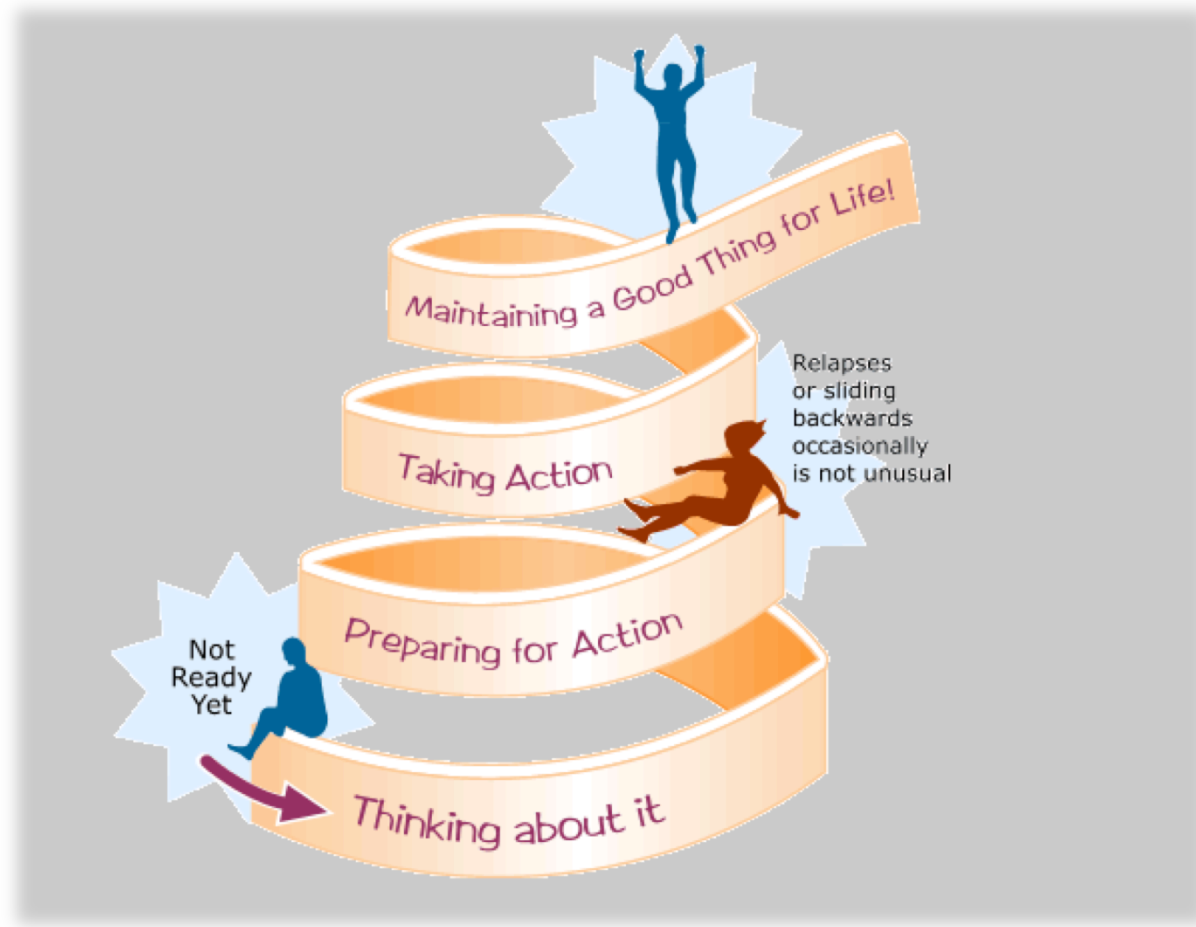 Maintaining a Good Thing for Life!
Relapses
or sliding
backwards
occasionally
is not unusual
Taking Action
Preparing for Action
Not
Ready
Yet
Thinking about it